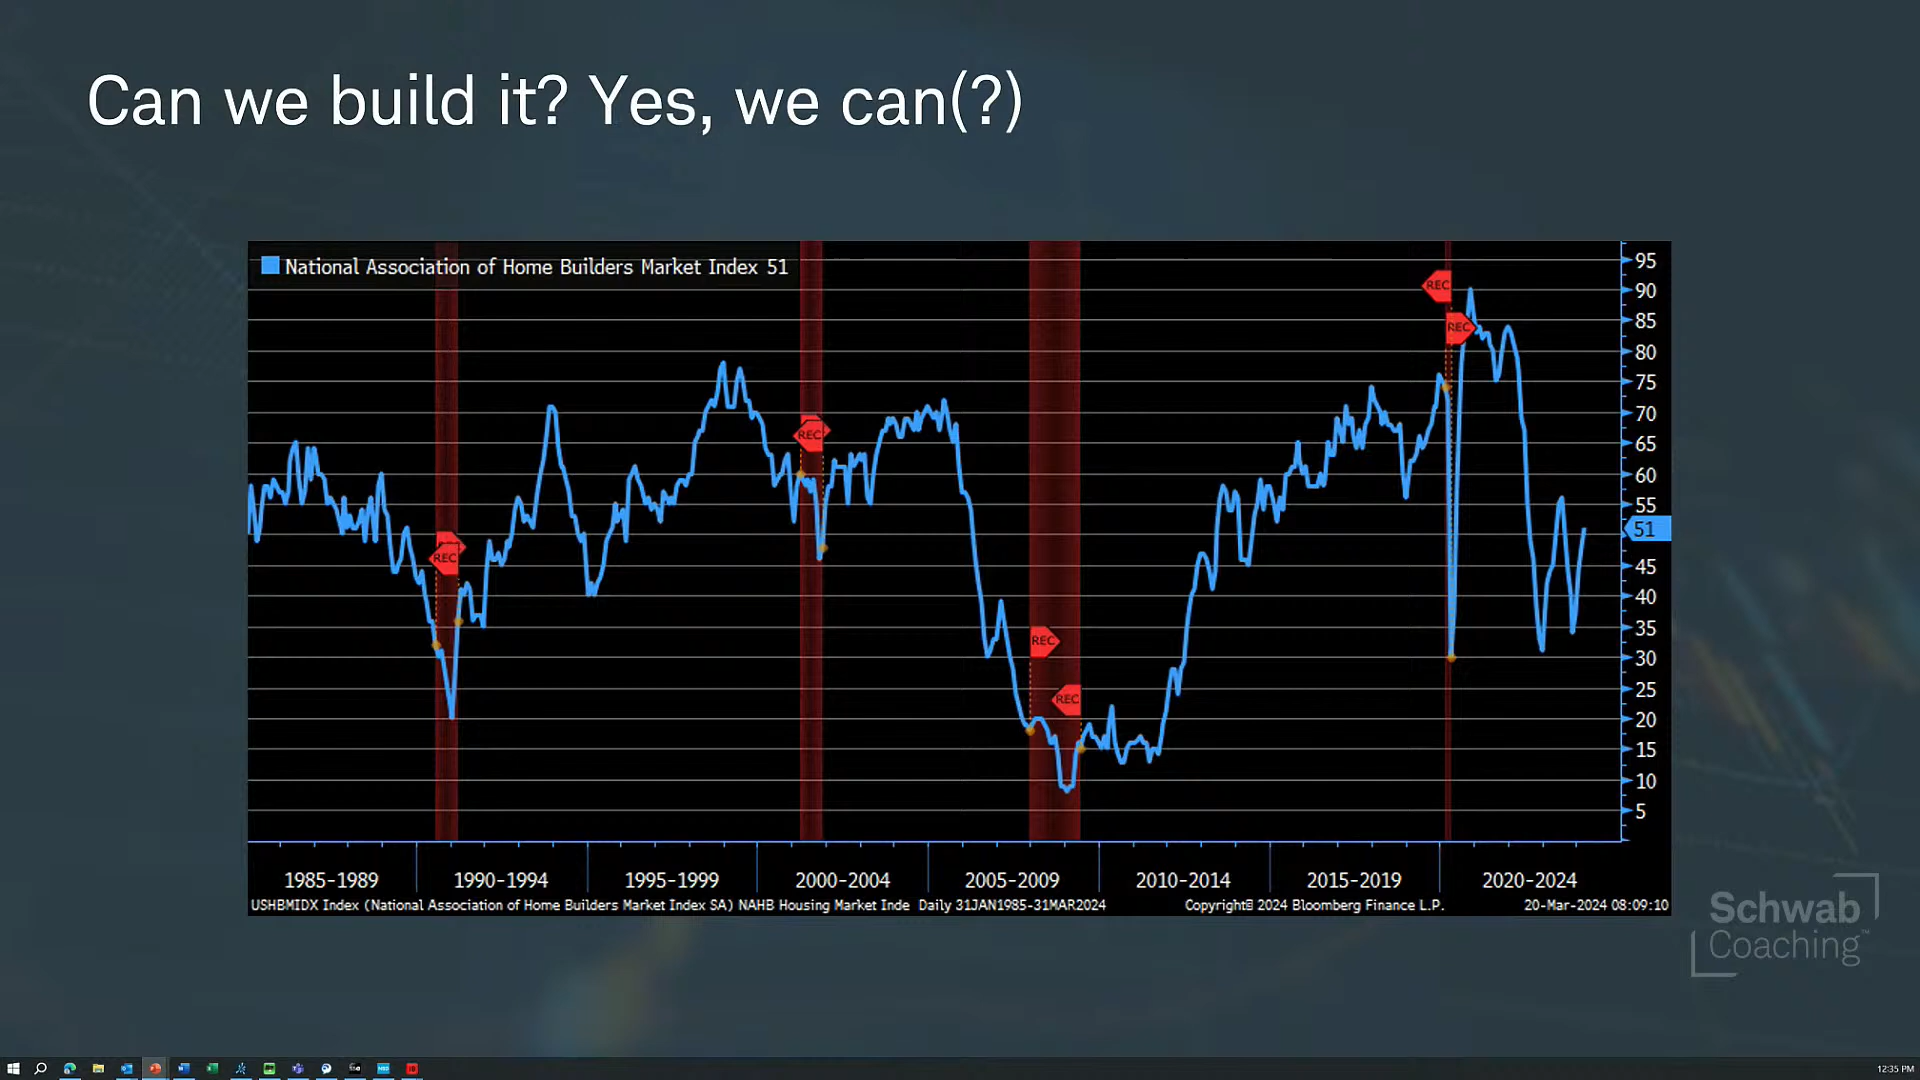 Can we build it? Yes, we can(?)
National Association of Home Builders Market Index 51
95
90
85
80
75
70
65
60
55
51
45
40
35
30
25
20
15
10
5
REC
REC
REC
REC
REC
REC
1985-1989 1990-1994 1995-1999 2000-2004 2005-2009 2010-2014 2015-2019 2020-2024
USHBMIDX Index (National Association of Home Builders Market Index SA) NAHB Housing Market Inde Daily 31JAN1985-31MAR2024 Copyright© 2024 Bloomberg Finance L.P. 20-Mar-2024 08:09:10
Schwab
Coaching™
12:35 PM